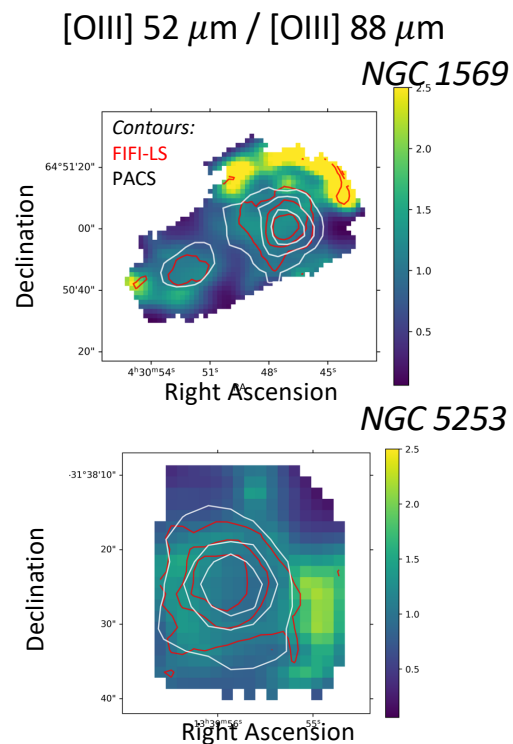 [OIII] 52 μm / [OIII] 88 μm
NGC 1569
Contours:
FIFI-LS
PACS
Declination
64°51'20"
00"
50'40"
20"
4ʰ30ᵐ54ˢ 51ˢ 48ˢ 45ˢ
Right Ascension
2.5
2.0
1.5
1.0
0.5
NGC 5253
Declination
-31°38'10"
20"
30"
40"
55ˢ
Right Ascension
2.5
2.0
1.5
1.0
0.5